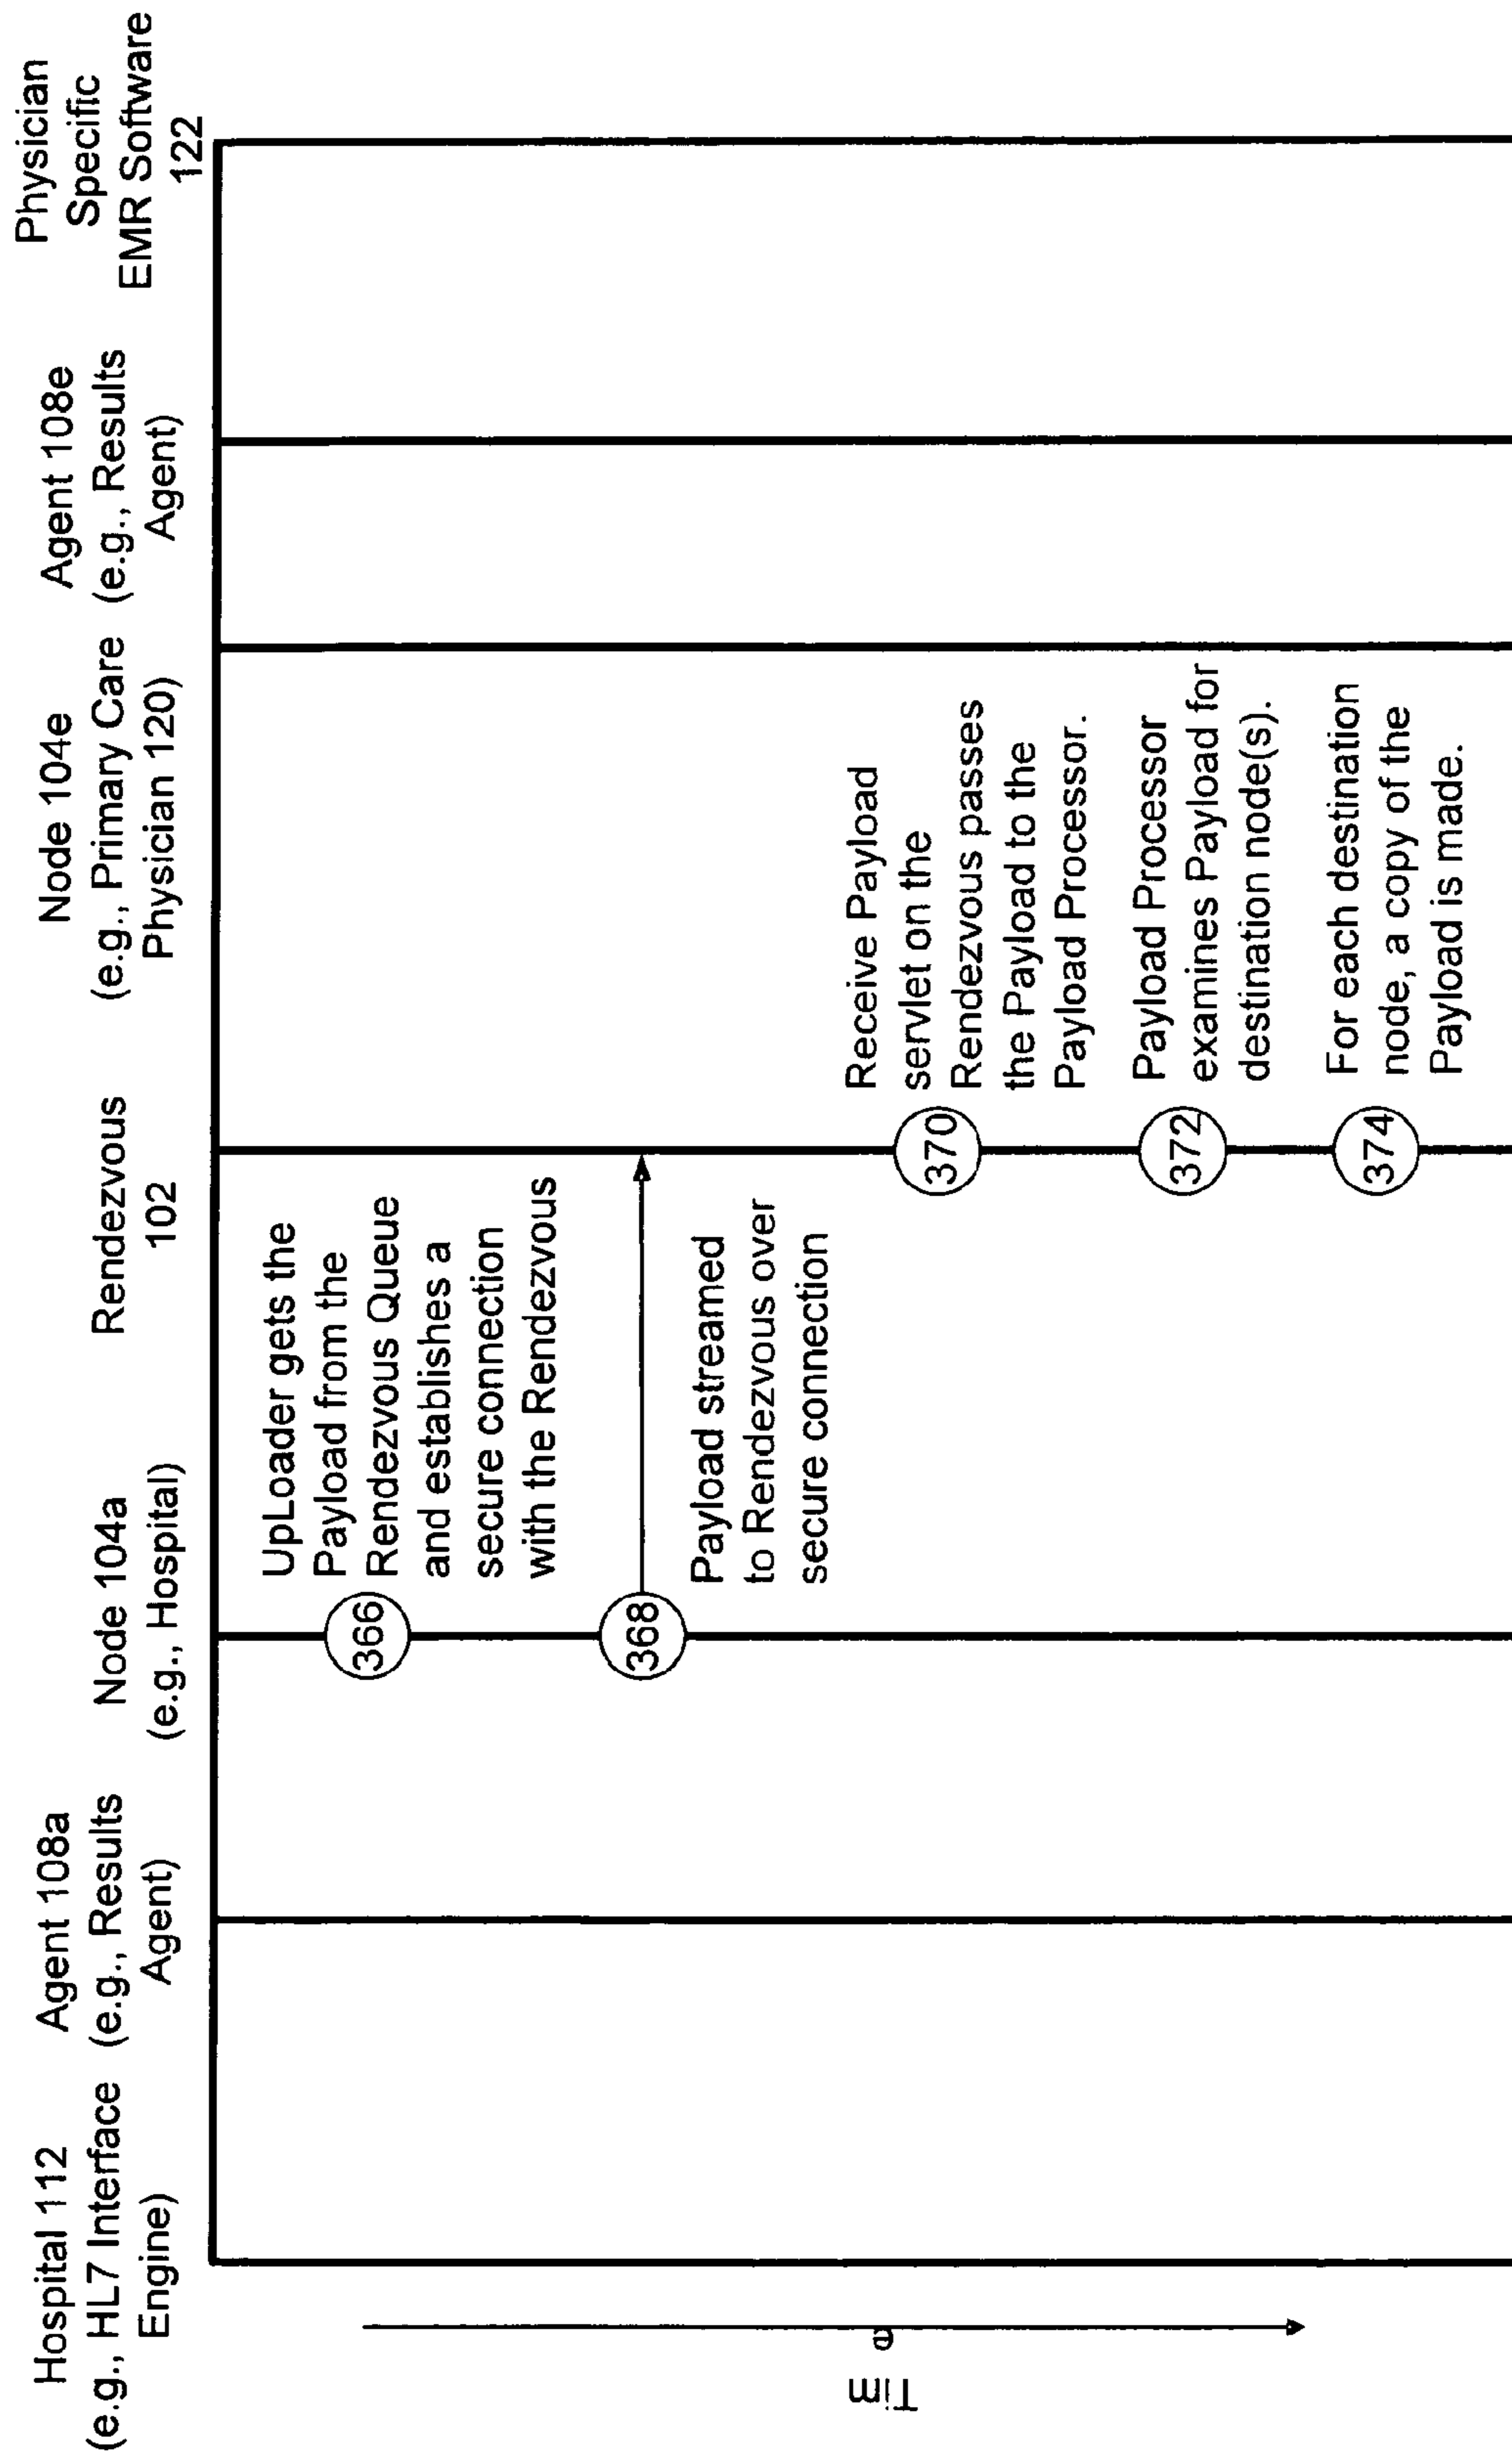 Hospital 112
(e.g., HL7 Interface
Engine)
Agent 108a
(e.g., Results
Agent)
Node 104a
(e.g., Hospital)
Rendezvous
102
Node 104e
(e.g., Primary Care
Physician 120)
Agent 108e
(e.g., Results
Agent)
Physician
Specific
EMR Software
122
Tim
e
366
UpLoader gets the
Payload from the
Rendezvous Queue
and establishes a
secure connection
with the Rendezvous
368
Payload streamed
to Rendezvous over
secure connection
370
Receive Payload
servlet on the
Rendezvous passes
the Payload to the
Payload Processor.
372
Payload Processor
examines Payload for
destination node(s).
374
For each destination
node, a copy of the
Payload is made.